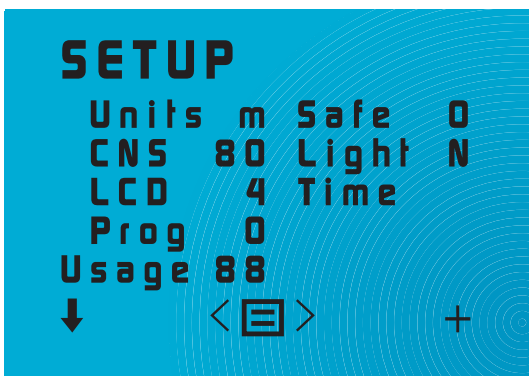 SETUP
Units m Safe 0
CNS 80 Light N
LCD 4 Time
Prog 0
Usage 88
↓ < > +